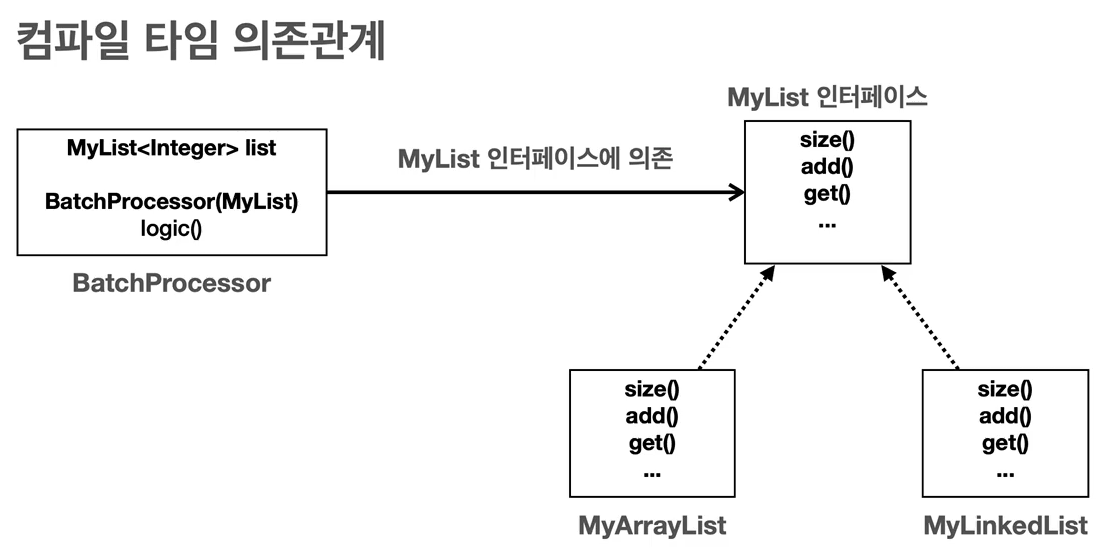 컴파일 타임 의존관계
MyList 인터페이스
MyList<Integer> list
BatchProcessor(MyList)
logic()
BatchProcessor
MyList 인터페이스에 의존
size()
add()
get()
...
size()
add()
get()
...
MyArrayList
size()
add()
get()
...
MyLinkedList